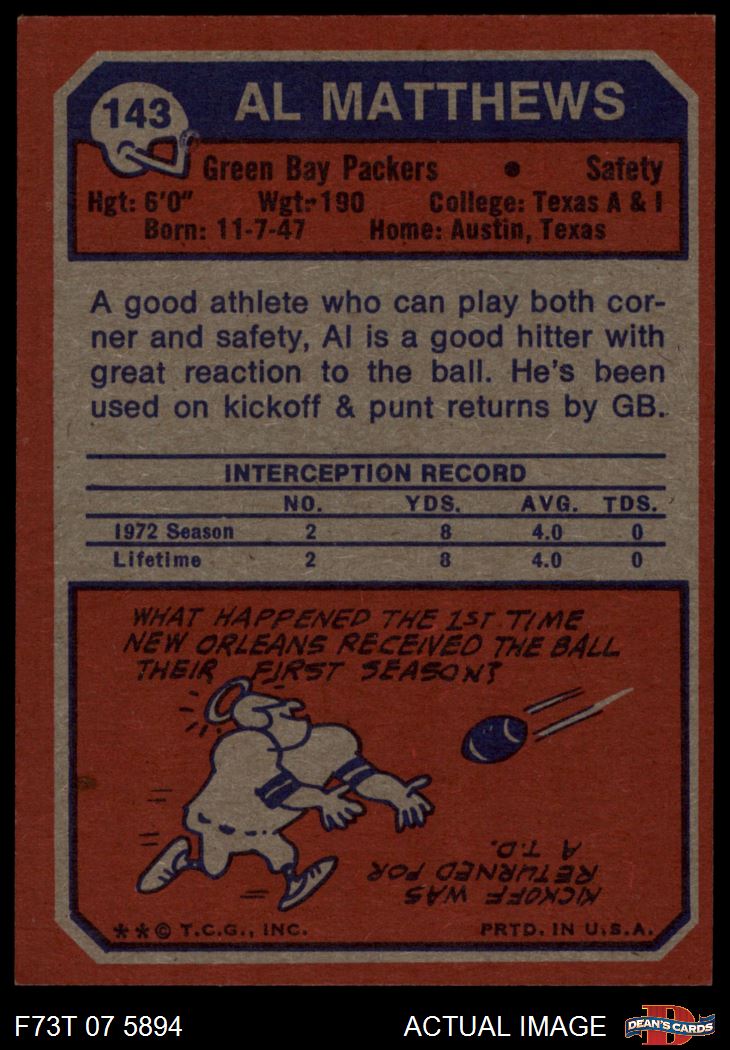 143
AL MATTHEWS
Green Bay Packers • Safety
Hgt: 6'0" Wgt: 190 College: Texas A & I
Born: 11-7-47 Home: Austin, Texas
A good athlete who can play both cor-
ner and safety, Al is a good hitter with
great reaction to the ball. He's been
used on kickoff & punt returns by GB.
INTERCEPTION RECORD
NO. YDS. AVG. TDS.
1972 Season 2 8 4.0 0
Lifetime 2 8 4.0 0
WHAT HAPPENED THE 1ST TIME
NEW ORLEANS RECEIVED THE BALL
THEIR FIRST SEASON?
KICKOFF WAS
RETURNED FOR
A T.D.
**© T.C.G., INC. PRTD. IN U.S.A.
F73T 07 5894 ACTUAL IMAGE
D
DEAN'S CARDS